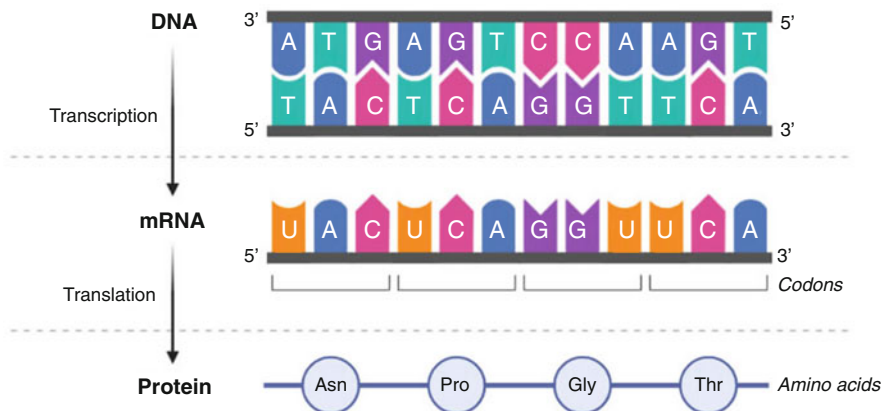 DNA
3’ A T G A G T C C A A G T 5’
Transcription
5’ T A C T C A G G T T C A 3’
mRNA
5’ U A C U C A G G U U C A 3’
Translation
Codons
Protein
Asn Pro Gly Thr Amino acids